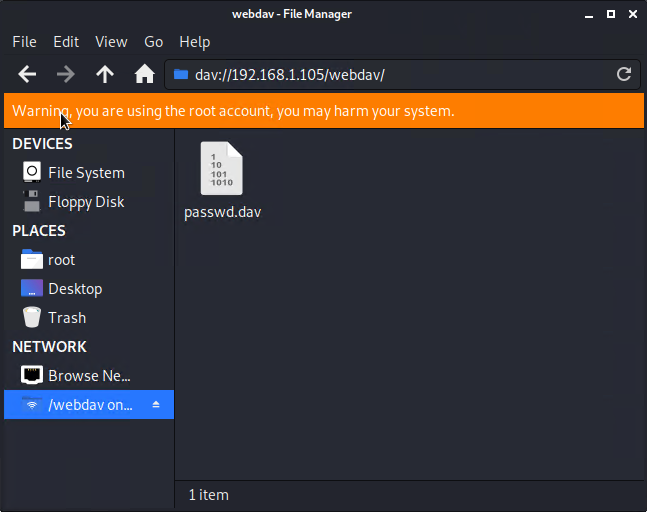 webdav - File Manager
File Edit View Go Help
dav://192.168.1.105/webdav/
Warning, you are using the root account, you may harm your system.
DEVICES
File System
Floppy Disk
PLACES
root
Desktop
Trash
NETWORK
Browse Ne...
/webdav on...
1
10
101
1010
passwd.dav
1 item